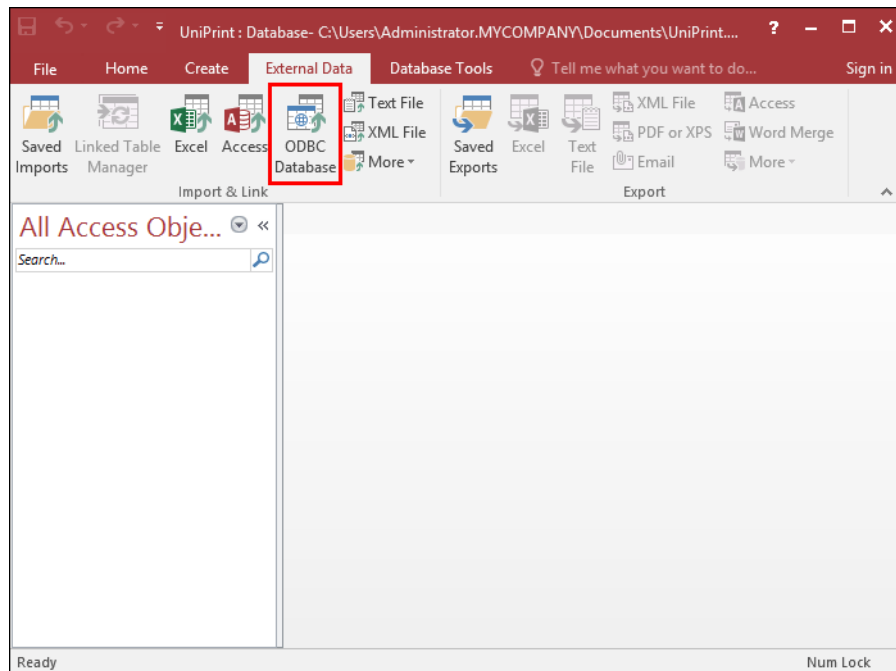 UniPrint : Database- C:\Users\Administrator.MYCOMPANY\Documents\UniPrint.... ?
File Home Create External Data Database Tools Tell me what you want to do... Sign in
Saved Imports
Linked Table Manager
Excel
Access
ODBC Database
Text File
XML File
More
Import & Link
Saved Exports
Excel
Text File
XML File
PDF or XPS
Email
Access
Word Merge
More
Export
All Access Obje... «
Search...
Ready Num Lock